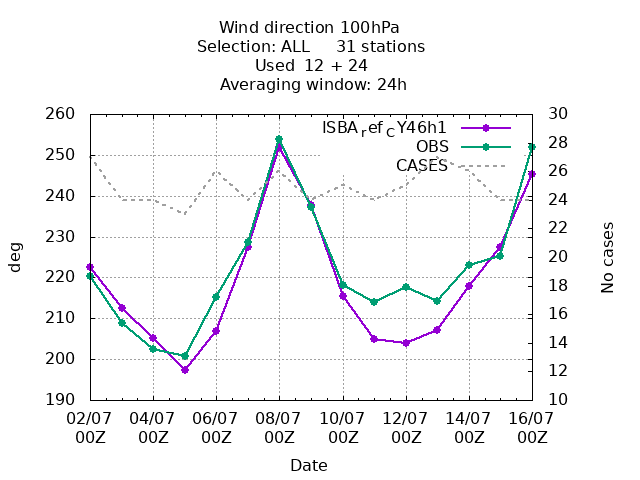 Wind direction 100hPa
Selection: ALL 31 stations
Used 12 + 24
Averaging window: 24h
260
250
240
230
220
210
200
190
deg
ISBA_ref_CY46h1
OBS
CASES
30
28
26
24
22
20
18
16
14
12
10
No cases
02/07 04/07 06/07 08/07 10/07 12/07 14/07 16/07
00Z 00Z 00Z 00Z 00Z 00Z 00Z 00Z
Date